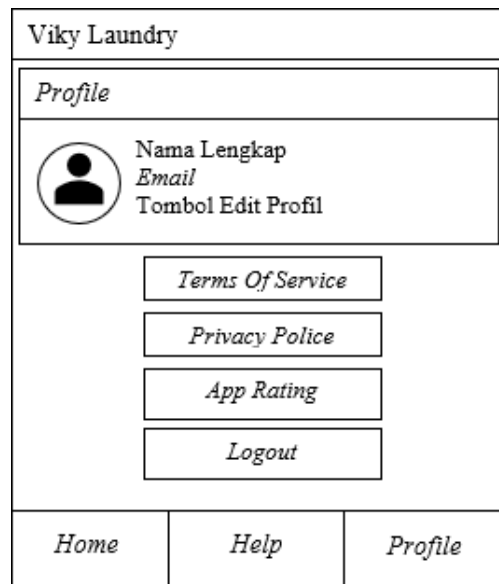 Viky Laundry
Profile
Nama Lengkap
Email
Tombol Edit Profil
Terms Of Service
Privacy Police
App Rating
Logout
Home Help Profile